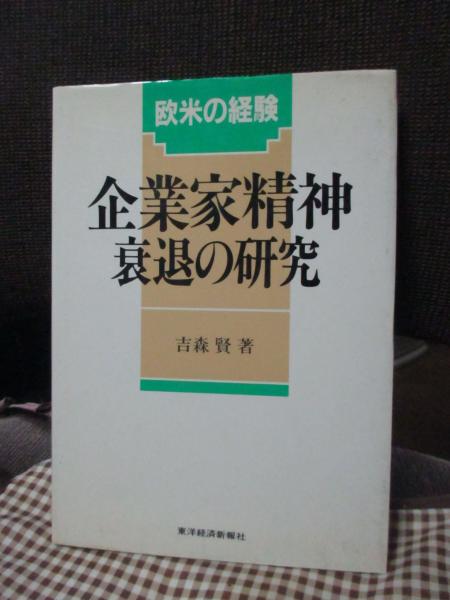 欧米の経験
企業家精神
衰退の研究
吉森 賢 著
東洋経済新報社